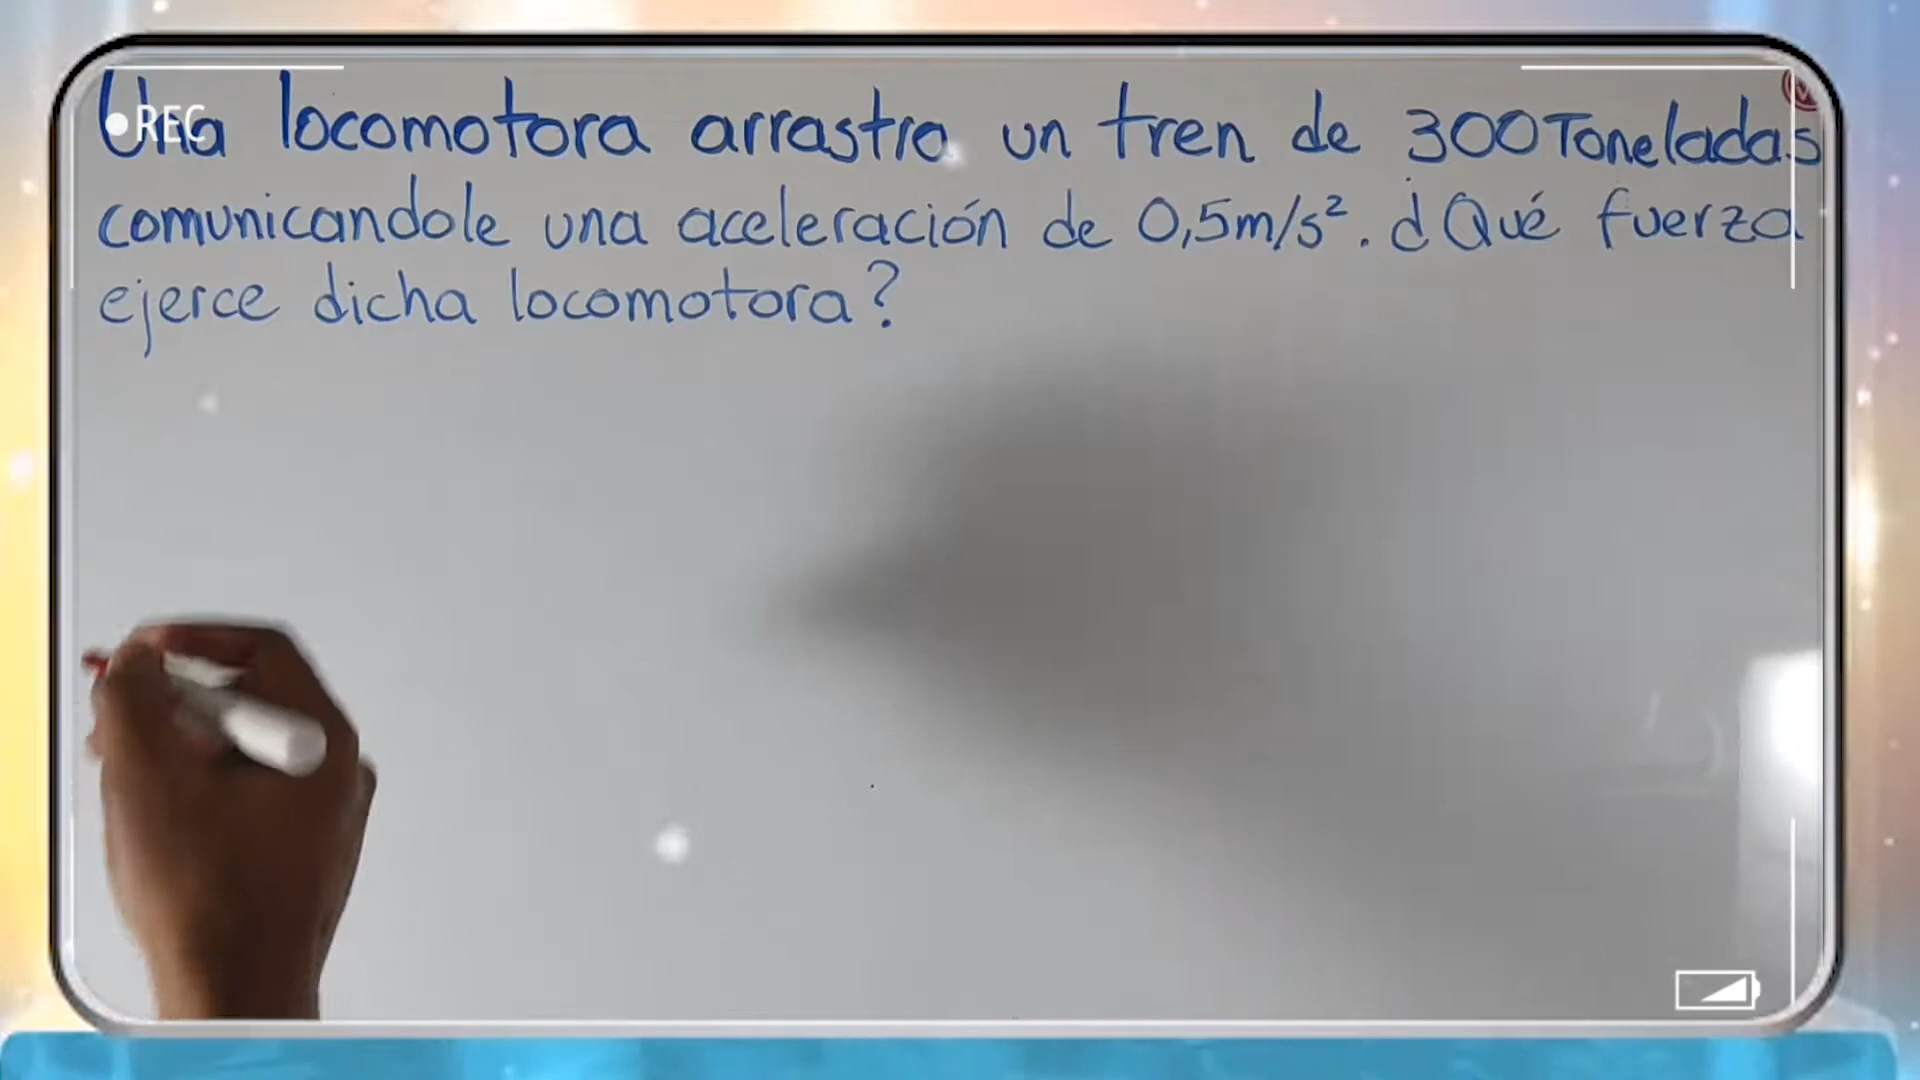 Una locomotora arrastra un tren de 300 Toneladas
REC
comunicandole una aceleración de 0,5m/s². ¿Qué fuerza
ejerce dicha locomotora?